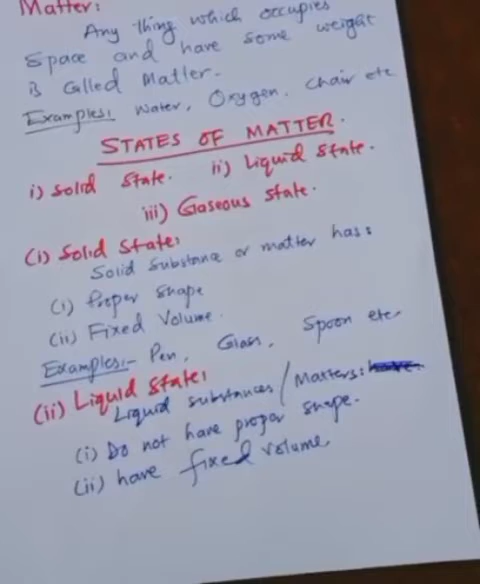 Matter:
Any thing which occupies
Space and have some weight
is Called Matter.
Examples: Water, Oxygen, Chair etc
STATES OF MATTER.
i) Solid State. ii) Liquid State.
iii) Gaseous State.
(i) Solid State:
Solid Substance or matter has:
(i) Proper Shape
(ii) Fixed Volume.
Examples:- Pen, Glass, Spoon etc
(ii) Liquid State:
Liquid substances / Matters:
(i) Do not have proper shape.
(ii) have fixed volume.